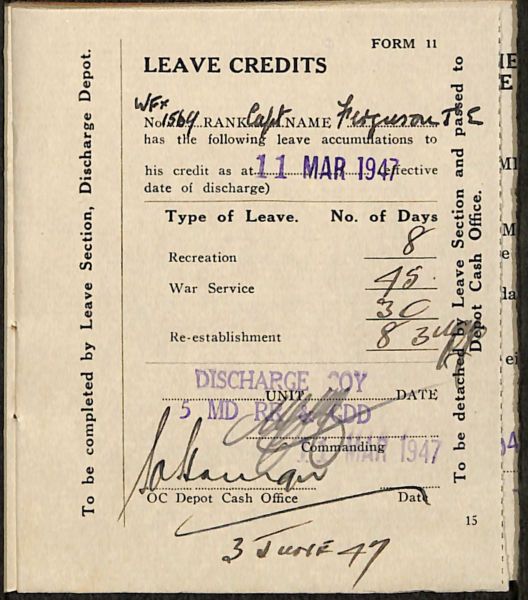 FORM 11
LEAVE CREDITS
WFX
No 1569 RANK Capt NAME Ferguson T E
has the following leave accumulations to
his credit as at 11 MAR 1947 (effective
date of discharge)
Type of Leave. No. of Days
Recreation 8
War Service 45
30
Re-establishment 83
DISCHARGE COY
UNIT DATE
5 MD RR & GDD
Commanding
MAR 1947
OC Depot Cash Office Date
15
3 JUNE 47
To be completed by Leave Section, Discharge Depot.
To be detached by Leave Section and passed to
Depot Cash Office.